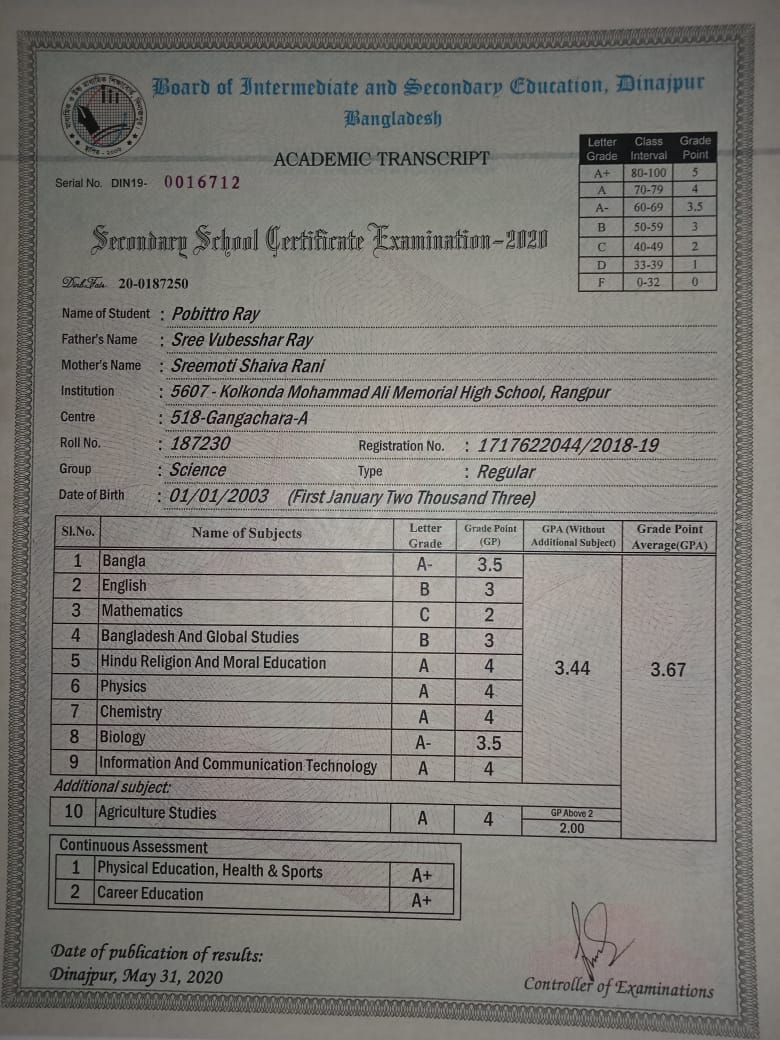 Board of Intermediate and Secondary Education, Dinajpur
Bangladesh
ACADEMIC TRANSCRIPT
Serial No. DIN19- 0016712
Letter Grade Class Interval Grade Point
A+ 80-100 5
A 70-79 4
A- 60-69 3.5
B 50-59 3
C 40-49 2
D 33-39 1
F 0-32 0
Secondary School Certificate Examination-2020
20-0187250
Name of Student : Pobittro Ray
Father's Name : Sree Vubesshar Ray
Mother's Name : Sreemoti Shaiva Rani
Institution : 5607 - Kolkonda Mohammad Ali Memorial High School, Rangpur
Centre : 518-Gangachara-A
Roll No. : 187230 Registration No. : 1717622044/2018-19
Group : Science Type : Regular
Date of Birth : 01/01/2003 (First January Two Thousand Three)
Sl.No. Name of Subjects Letter Grade Grade Point (GP) GPA (Without Additional Subject) Grade Point Average(GPA)
1 Bangla A- 3.5
2 English B 3
3 Mathematics C 2
4 Bangladesh And Global Studies B 3
5 Hindu Religion And Moral Education A 4 3.44 3.67
6 Physics A 4
7 Chemistry A 4
8 Biology A- 3.5
9 Information And Communication Technology A 4
Additional subject:
10 Agriculture Studies A 4 GP Above 2
2.00
Continuous Assessment
1 Physical Education, Health & Sports A+
2 Career Education A+
Date of publication of results:
Dinajpur, May 31, 2020
Controller of Examinations